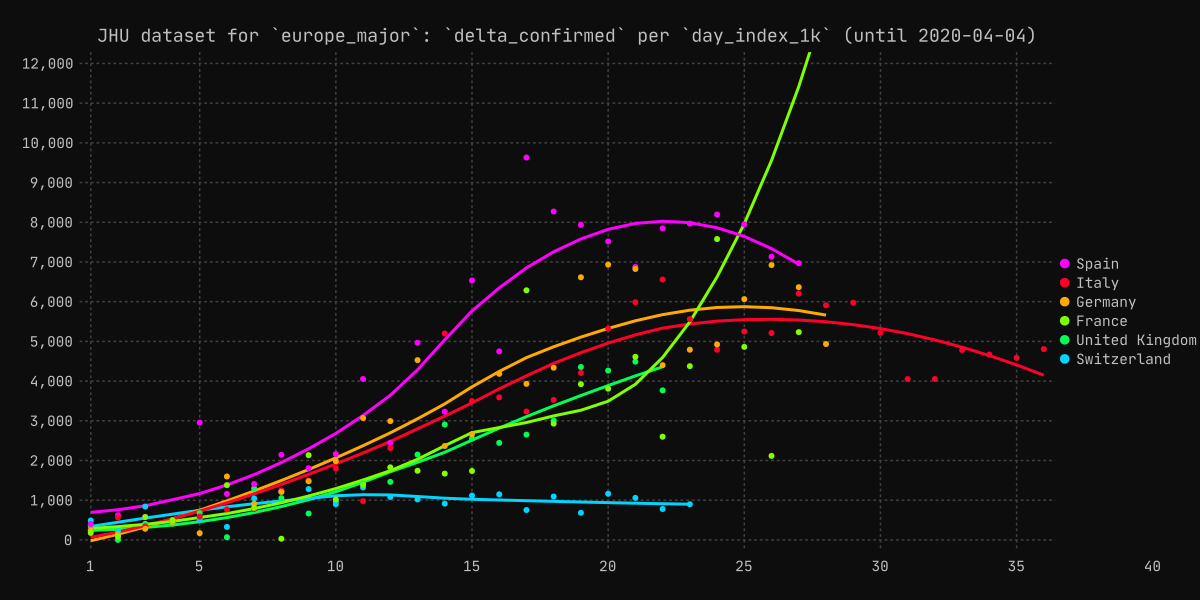 JHU dataset for `europe_major`: `delta_confirmed` per `day_index_1k` (until 2020-04-04)
12,000
11,000
10,000
9,000
8,000
7,000
6,000
5,000
4,000
3,000
2,000
1,000
0
1 5 10 15 20 25 30 35 40
Spain
Italy
Germany
France
United Kingdom
Switzerland